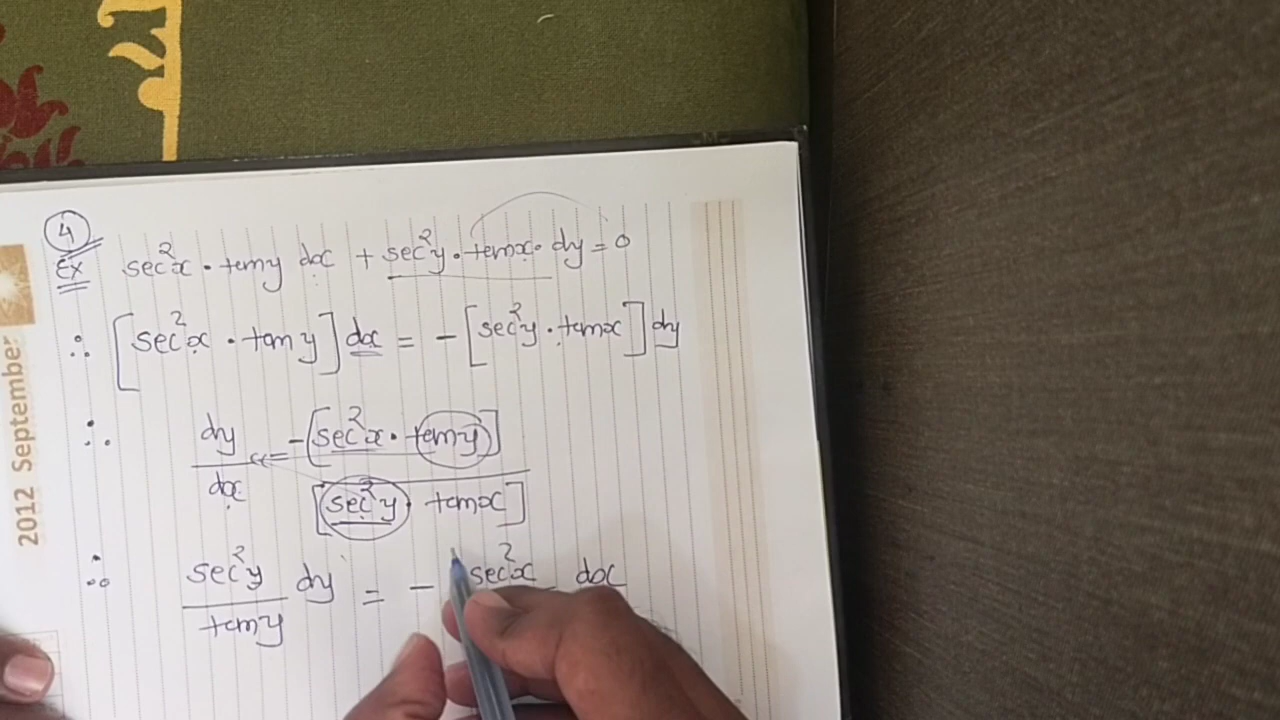 4
Ex sec²x · tany dx + sec²y · tanx · dy = 0
∴ [sec²x · tan y] dx = - [sec²y · tanx] dy
∴ dy/dx = -[sec²x · tany] / [sec²y · tanx]
∴ sec²y / tany dy = - sec²x dx
2012 September